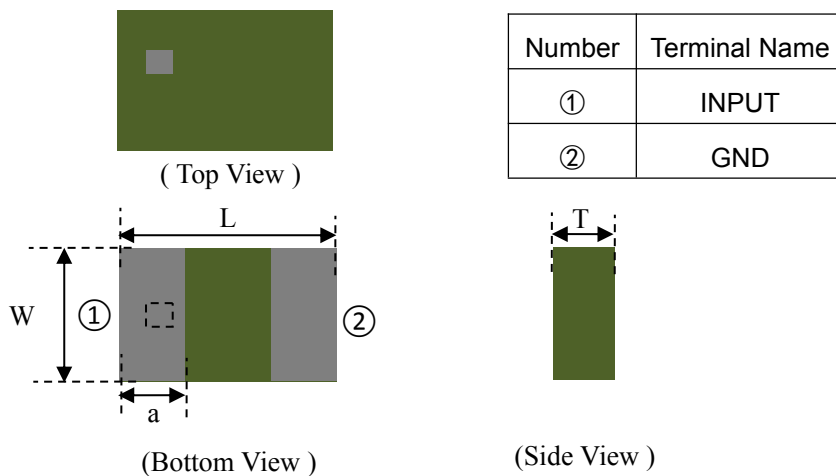 Number Terminal Name
① INPUT
② GND
( Top View )
L
T
W
①
②
a
(Bottom View )
(Side View )